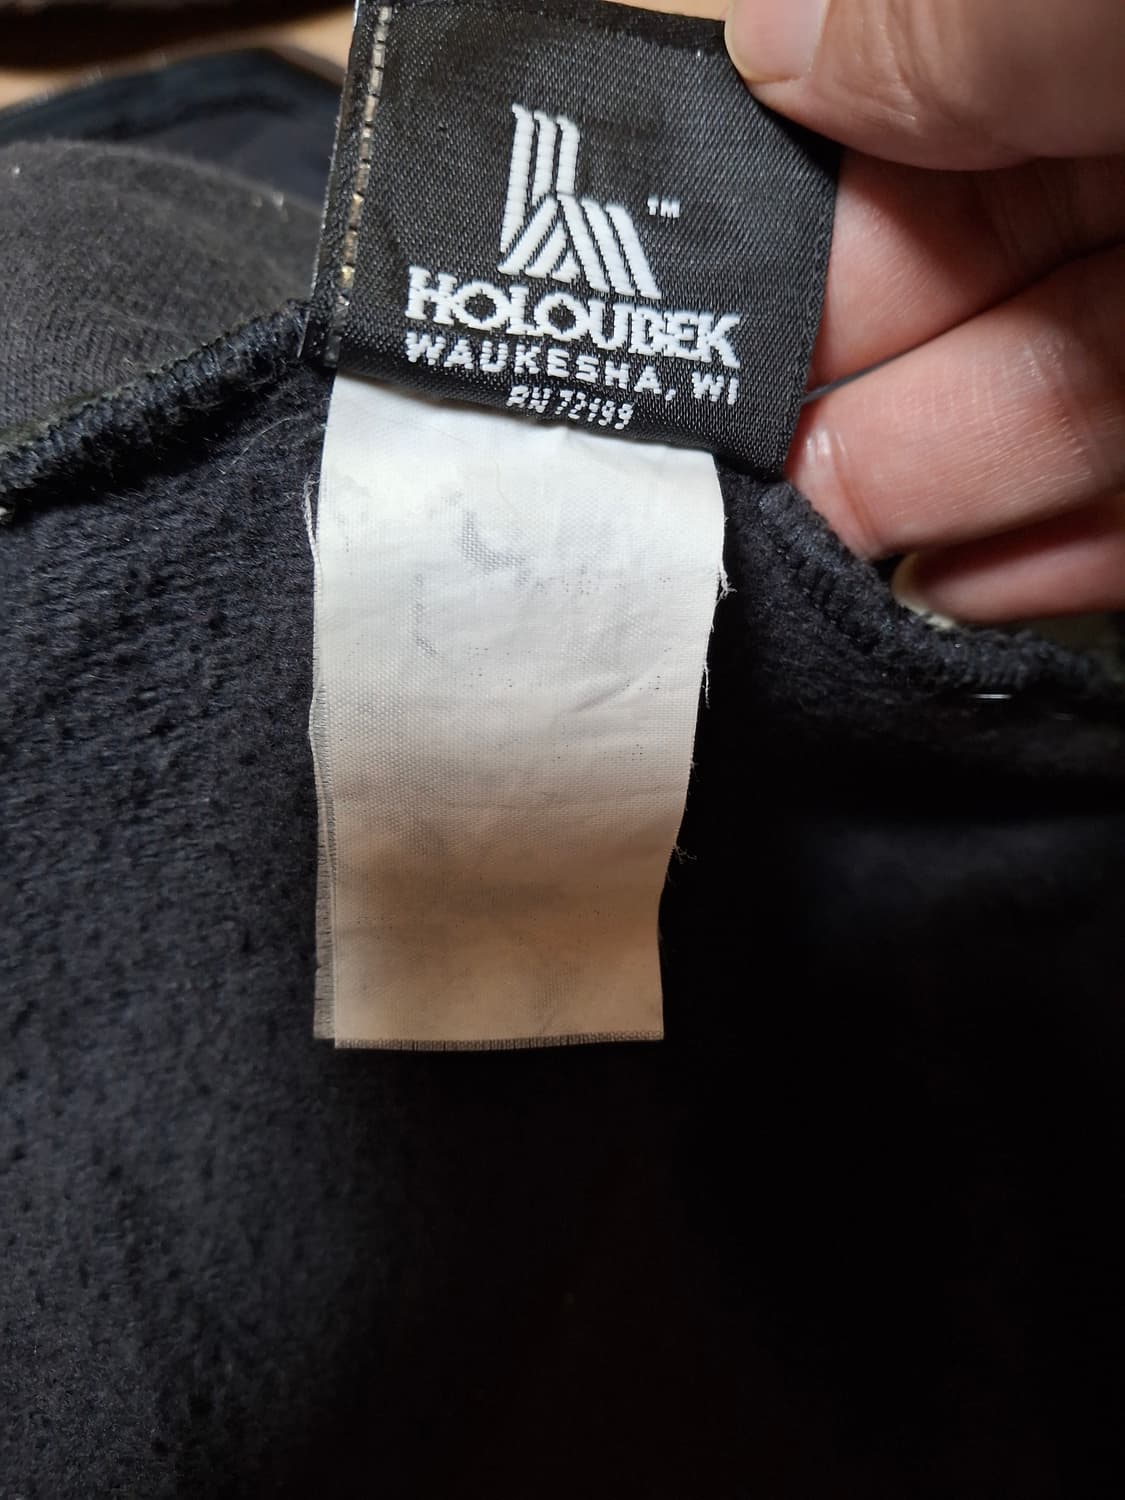 TM
HOLOUBEK
WAUKESHA, WI
RN 72199